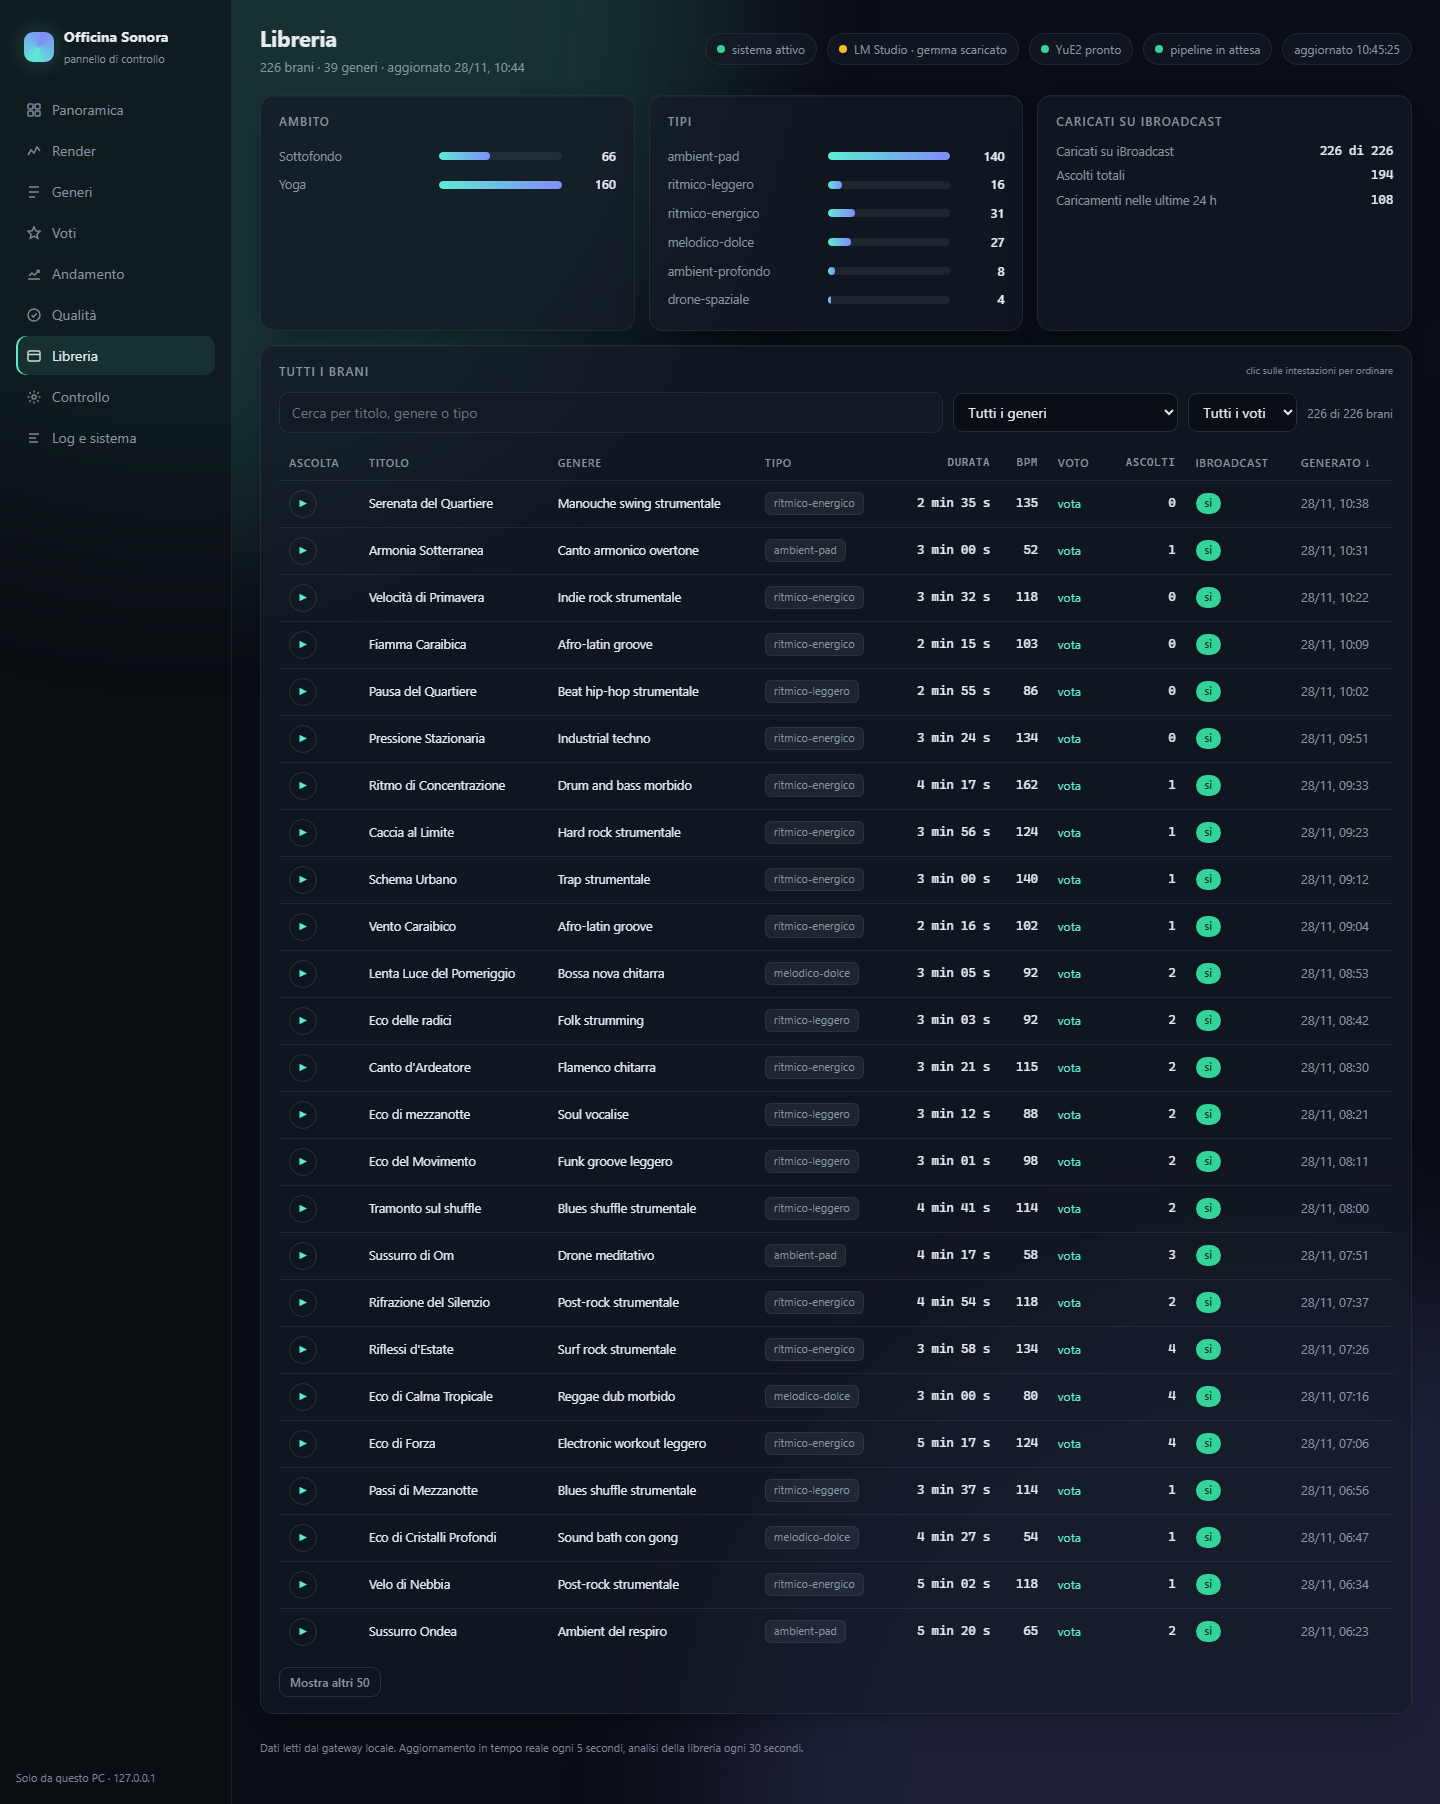 Officina Sonora
pannello di controllo
Panoramica
Render
Generi
Voti
Andamento
Qualità
Libreria
Controllo
Log e sistema
Solo da questo PC · 127.0.0.1
Libreria
226 brani · 39 generi · aggiornato 28/11, 10:44
sistema attivo
LM Studio · gemma scaricato
YuE2 pronto
pipeline in attesa
aggiornato 10:45:25
AMBITO
Sottofondo 66
Yoga 160
TIPI
ambient-pad 140
ritmico-leggero 16
ritmico-energico 31
melodico-dolce 27
ambient-profondo 8
drone-spaziale 4
CARICATI SU IBROADCAST
Caricati su iBroadcast 226 di 226
Ascolti totali 194
Caricamenti nelle ultime 24 h 108
TUTTI I BRANI
clic sulle intestazioni per ordinare
Cerca per titolo, genere o tipo
Tutti i generi
Tutti i voti
226 di 226 brani
ASCOLTA TITOLO GENERE TIPO DURATA BPM VOTO ASCOLTI IBROADCAST GENERATO ↓
Serenata del Quartiere Manouche swing strumentale ritmico-energico 2 min 35 s 135 vota 0 sì 28/11, 10:38
Armonia Sotterranea Canto armonico overtone ambient-pad 3 min 00 s 52 vota 1 sì 28/11, 10:31
Velocità di Primavera Indie rock strumentale ritmico-energico 3 min 32 s 118 vota 0 sì 28/11, 10:22
Fiamma Caraibica Afro-latin groove ritmico-energico 2 min 15 s 103 vota 0 sì 28/11, 10:09
Pausa del Quartiere Beat hip-hop strumentale ritmico-leggero 2 min 55 s 86 vota 0 sì 28/11, 10:02
Pressione Stazionaria Industrial techno ritmico-energico 3 min 24 s 134 vota 0 sì 28/11, 09:51
Ritmo di Concentrazione Drum and bass morbido ritmico-energico 4 min 17 s 162 vota 1 sì 28/11, 09:33
Caccia al Limite Hard rock strumentale ritmico-energico 3 min 56 s 124 vota 1 sì 28/11, 09:23
Schema Urbano Trap strumentale ritmico-energico 3 min 00 s 140 vota 1 sì 28/11, 09:12
Vento Caraibico Afro-latin groove ritmico-energico 2 min 16 s 102 vota 1 sì 28/11, 09:04
Lenta Luce del Pomeriggio Bossa nova chitarra melodico-dolce 3 min 05 s 92 vota 2 sì 28/11, 08:53
Eco delle radici Folk strumming ritmico-leggero 3 min 03 s 92 vota 2 sì 28/11, 08:42
Canto d'Ardeatore Flamenco chitarra ritmico-energico 3 min 21 s 115 vota 2 sì 28/11, 08:30
Eco di mezzanotte Soul vocalise ritmico-leggero 3 min 12 s 88 vota 2 sì 28/11, 08:21
Eco del Movimento Funk groove leggero ritmico-leggero 3 min 01 s 98 vota 2 sì 28/11, 08:11
Tramonto sul shuffle Blues shuffle strumentale ritmico-leggero 4 min 41 s 114 vota 2 sì 28/11, 08:00
Sussurro di Om Drone meditativo ambient-pad 4 min 17 s 58 vota 3 sì 28/11, 07:51
Rifrazione del Silenzio Post-rock strumentale ritmico-energico 4 min 54 s 118 vota 2 sì 28/11, 07:37
Riflessi d'Estate Surf rock strumentale ritmico-energico 3 min 58 s 134 vota 4 sì 28/11, 07:26
Eco di Calma Tropicale Reggae dub morbido melodico-dolce 3 min 00 s 80 vota 4 sì 28/11, 07:16
Eco di Forza Electronic workout leggero ritmico-energico 5 min 17 s 124 vota 4 sì 28/11, 07:06
Passi di Mezzanotte Blues shuffle strumentale ritmico-leggero 3 min 37 s 114 vota 1 sì 28/11, 06:56
Eco di Cristalli Profondi Sound bath con gong melodico-dolce 4 min 27 s 54 vota 1 sì 28/11, 06:47
Velo di Nebbia Post-rock strumentale ritmico-energico 5 min 02 s 118 vota 1 sì 28/11, 06:34
Sussurro Ondea Ambient del respiro ambient-pad 5 min 20 s 65 vota 2 sì 28/11, 06:23
Mostra altri 50
Dati letti dal gateway locale. Aggiornamento in tempo reale ogni 5 secondi, analisi della libreria ogni 30 secondi.